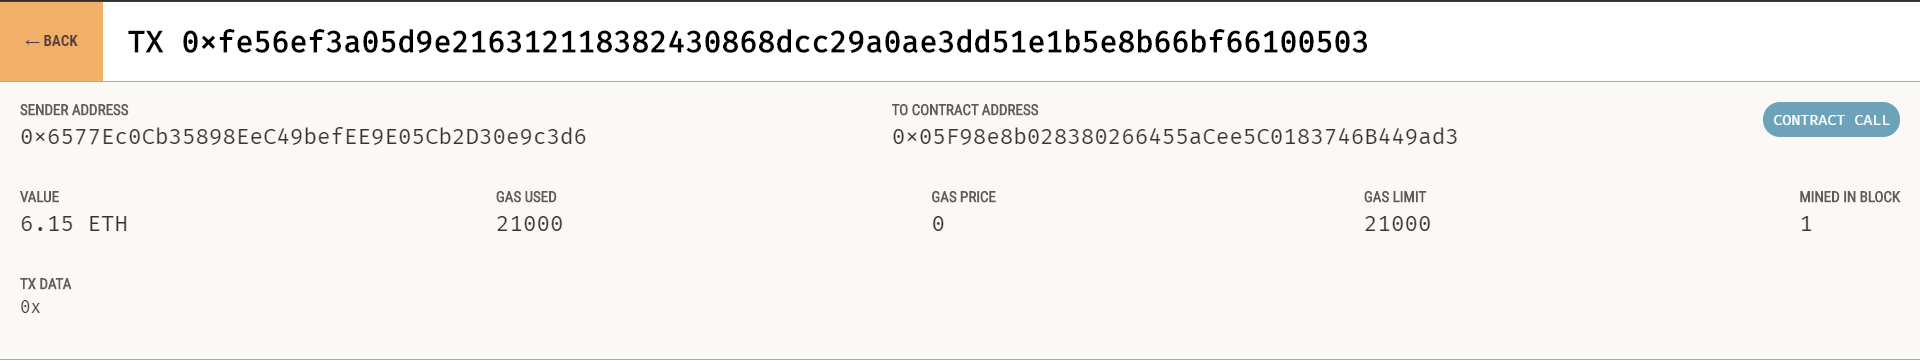 ← BACK
TX 0×fe56ef3a05d9e216312118382430868dcc29a0ae3dd51e1b5e8b66bf66100503
SENDER ADDRESS
0×6577Ec0Cb35898EeC49befEE9E05Cb2D30e9c3d6
TO CONTRACT ADDRESS
0×05F98e8b028380266455aCee5C0183746B449ad3
CONTRACT CALL
VALUE
6.15 ETH
GAS USED
21000
GAS PRICE
0
GAS LIMIT
21000
MINED IN BLOCK
1
TX DATA
0x